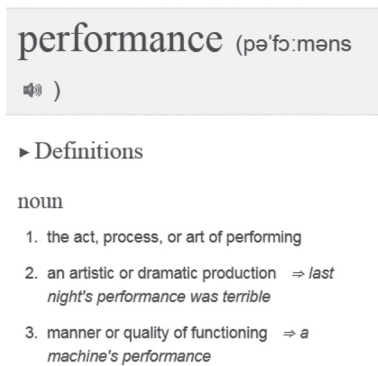 performance (pəˈfɔːməns
)
▸ Definitions
noun
1. the act, process, or art of performing
2. an artistic or dramatic production ⇒ last
night's performance was terrible
3. manner or quality of functioning ⇒ a
machine's performance